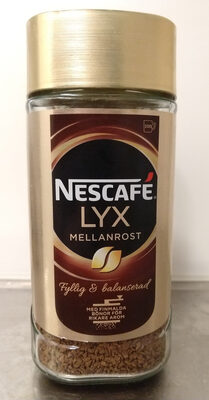 NESCAFÉ
LYX
MELLANROST
Fyllig & balanserad
MED FINMALDA
BÖNOR FÖR
RIKARE AROM